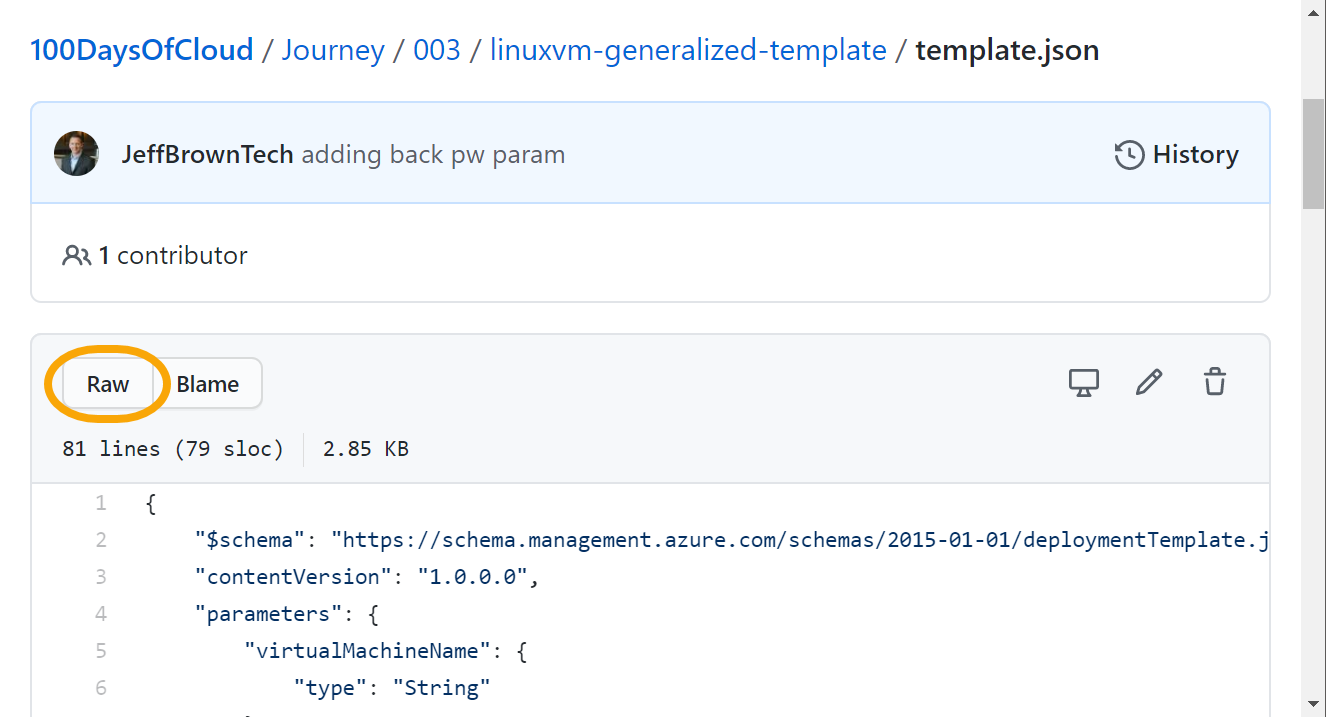 100DaysOfCloud / Journey / 003 / linuxvm-generalized-template / template.json
JeffBrownTech adding back pw param
History
1 contributor
Raw
Blame
81 lines (79 sloc)
2.85 KB
1 {
2 "$schema": "https://schema.management.azure.com/schemas/2015-01-01/deploymentTemplate.j
3 "contentVersion": "1.0.0.0",
4 "parameters": {
5 "virtualMachineName": {
6 "type": "String"